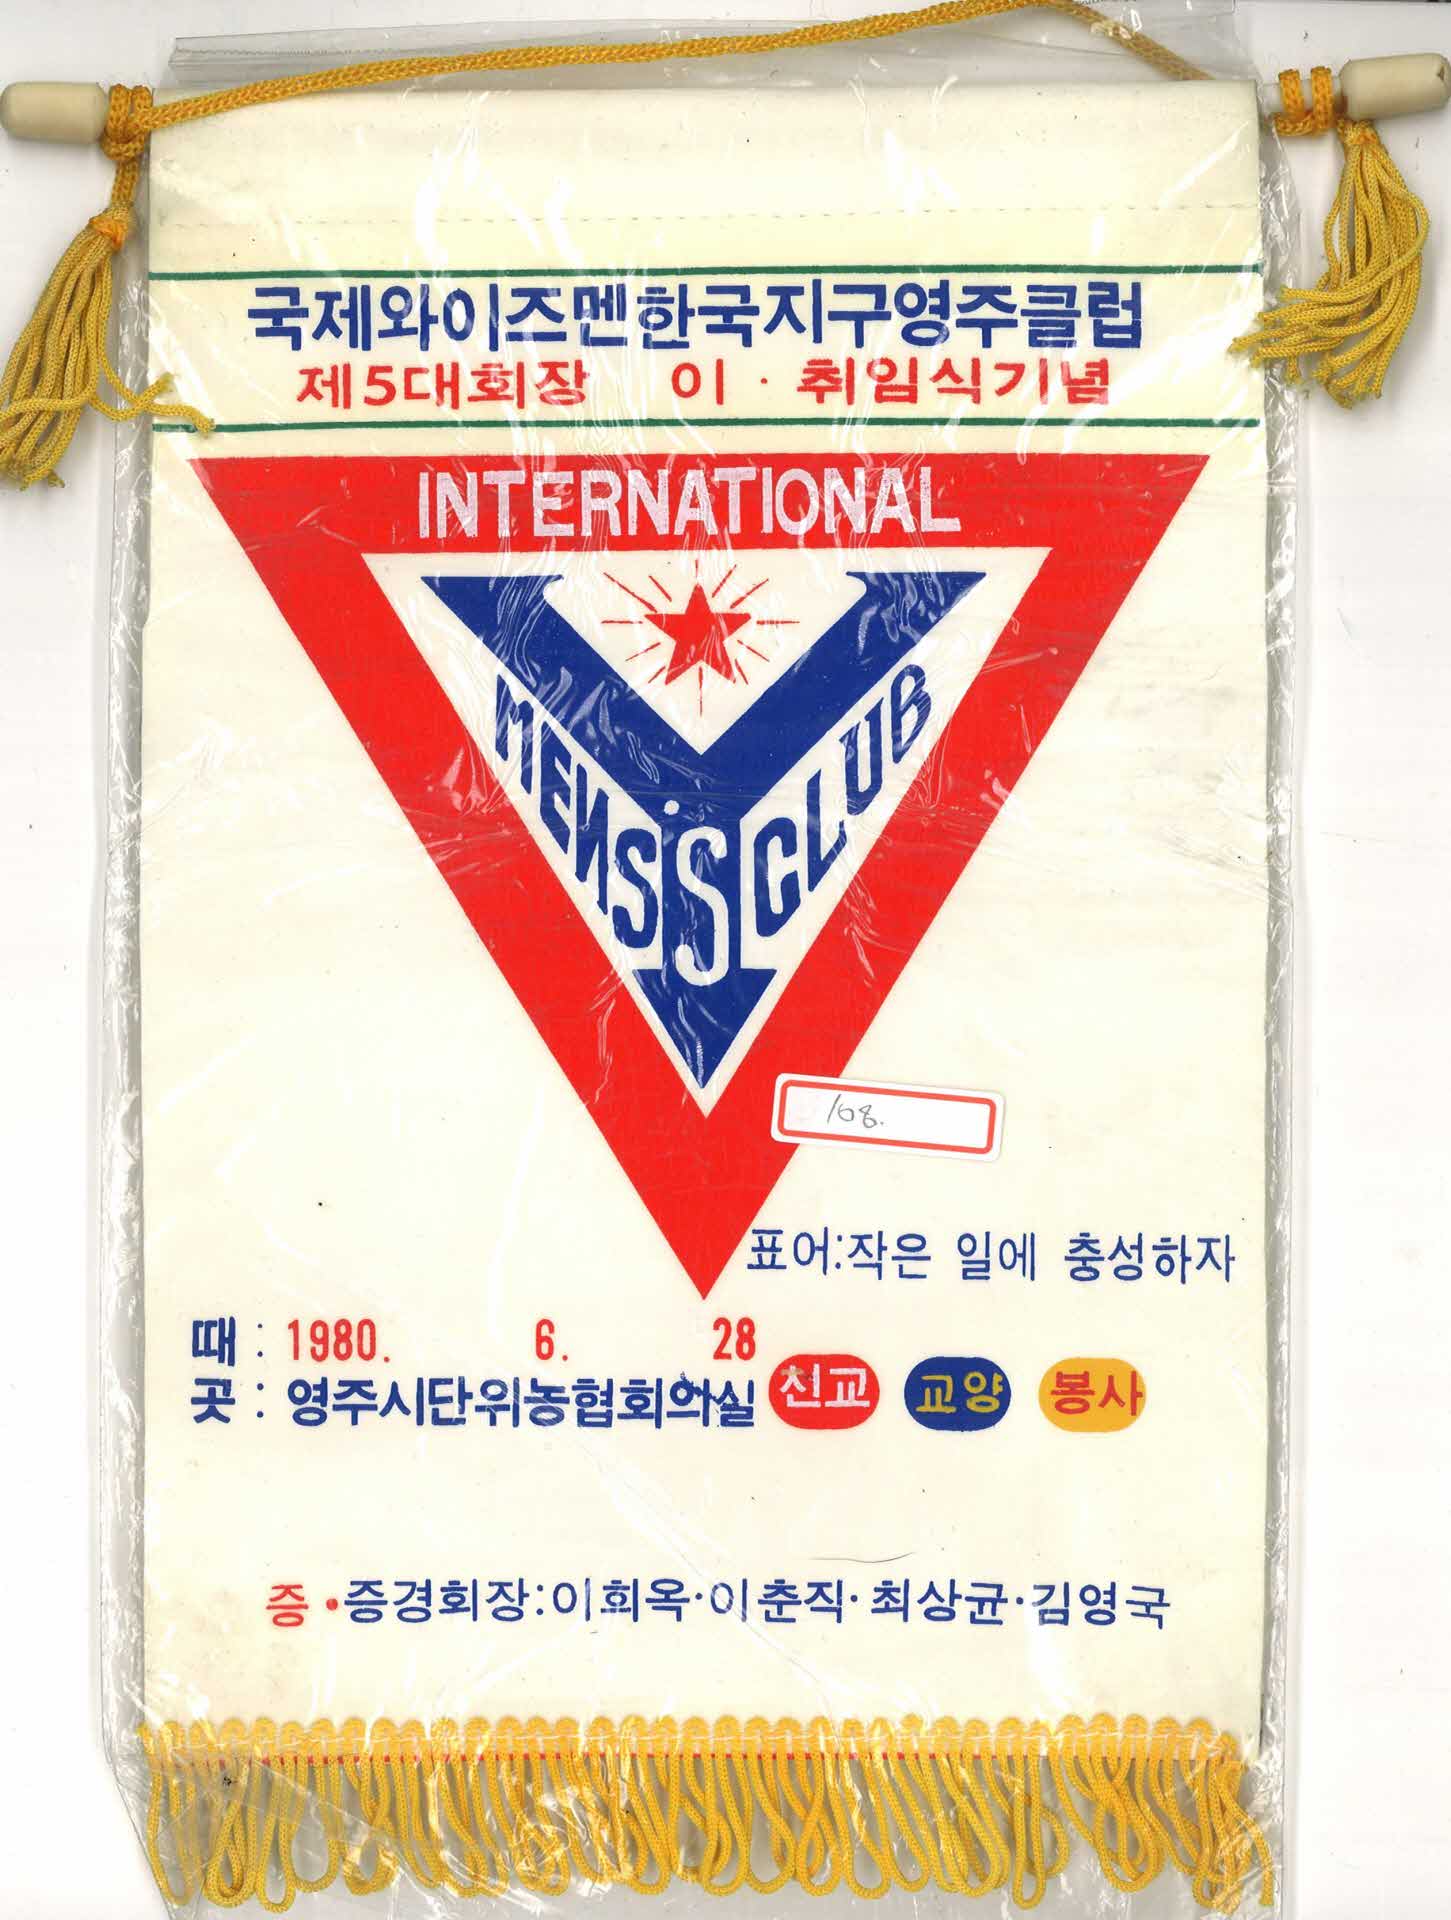 국제와이즈멘한국지구영주클럽
제5대회장 이 · 취임식기념
INTERNATIONAL
Y
MEN'S CLUB
'S
108.
표어:작은 일에 충성하자
때 : 1980. 6. 28
곳 : 영주시단위농협회의실
친교 교양 봉사
증 • 증경회장:이희옥·이춘직·최상균·김영국